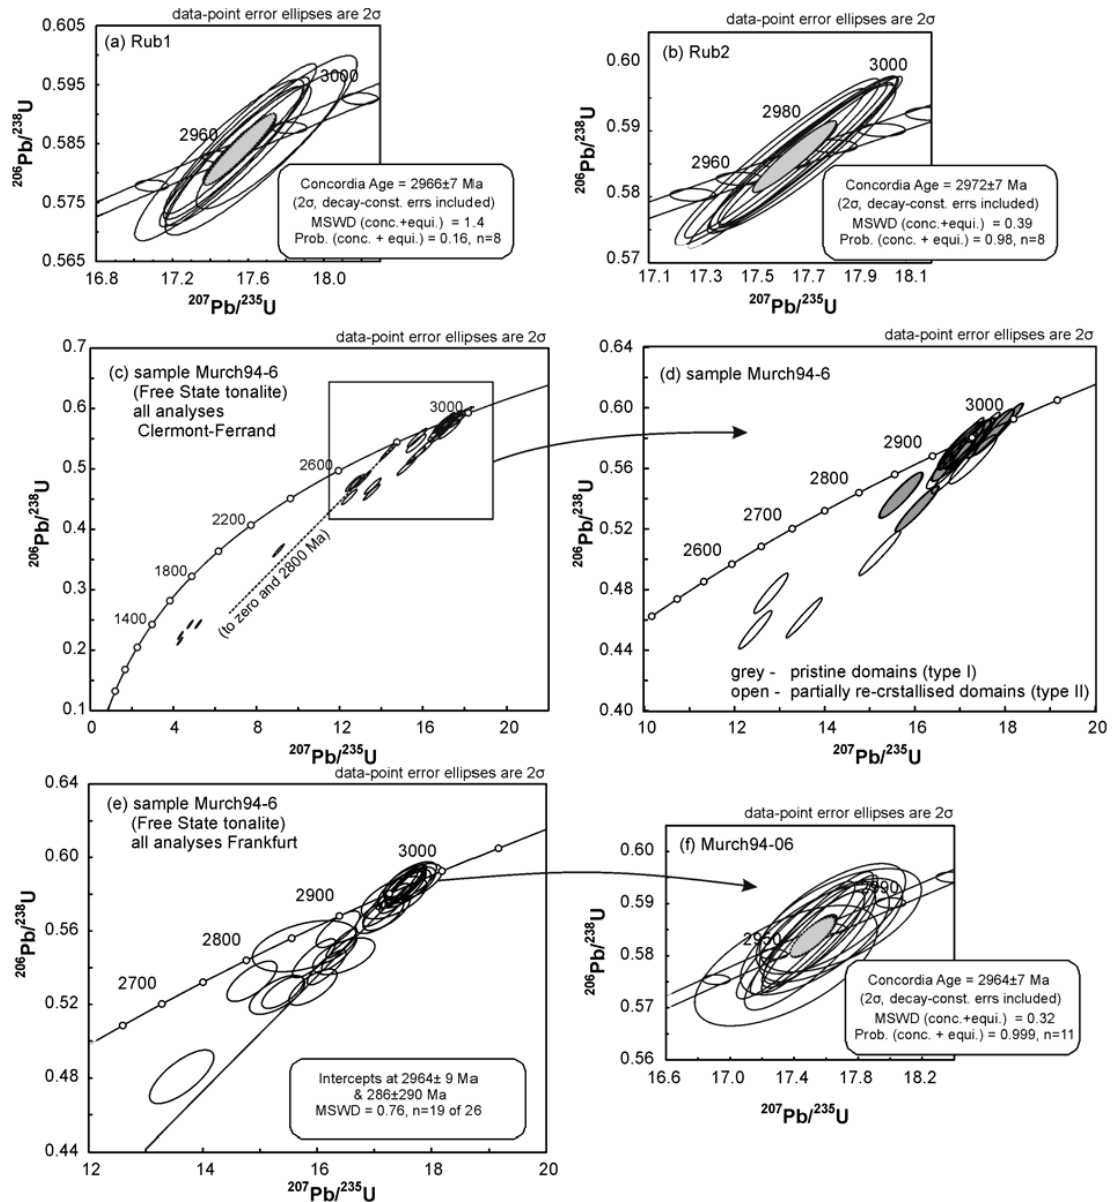 data-point error ellipses are 2σ
(a) Rub1
0.605
0.595
0.585
0.575
0.565
²⁰⁶Pb/²³⁸U
3000
2960
Concordia Age = 2966±7 Ma
(2σ, decay-const. errs included)
MSWD (conc.+equi.) = 1.4
Prob. (conc. + equi.) = 0.16, n=8
16.8 17.2 17.6 18.0
²⁰⁷Pb/²³⁵U
data-point error ellipses are 2σ
(b) Rub2
0.60
0.59
0.58
0.57
²⁰⁶Pb/²³⁸U
3000
2980
2960
Concordia Age = 2972±7 Ma
(2σ, decay-const. errs included)
MSWD (conc.+equi.) = 0.39
Prob. (conc. + equi.) = 0.98, n=8
17.1 17.3 17.5 17.7 17.9 18.1
²⁰⁷Pb/²³⁵U
data-point error ellipses are 2σ
(c) sample Murch94-6
(Free State tonalite)
all analyses
Clermont-Ferrand
0.7
0.6
0.5
0.4
0.3
0.2
0.1
²⁰⁶Pb/²³⁸U
3000
2600
2200
1800
1400
(to zero and 2800 Ma)
0 2 4 6 8 10 12 14 16 18 20
²⁰⁷Pb/²³⁵U
data-point error ellipses are 2σ
(d) sample Murch94-6
0.64
0.60
0.56
0.52
0.48
0.44
0.40
²⁰⁶Pb/²³⁸U
3000
2900
2800
2700
2600
grey - pristine domains (type I)
open - partially re-crstallised domains (type II)
10 12 14 16 18 20
²⁰⁷Pb/²³⁵U
data-point error ellipses are 2σ
(e) sample Murch94-6
(Free State tonalite)
all analyses Frankfurt
0.64
0.60
0.56
0.52
0.48
0.44
²⁰⁶Pb/²³⁸U
3000
2900
2800
2700
Intercepts at 2964± 9 Ma
& 286±290 Ma
MSWD = 0.76, n=19 of 26
12 14 16 18 20
²⁰⁷Pb/²³⁵U
data-point error ellipses are 2σ
(f) Murch94-06
0.60
0.59
0.58
0.57
0.56
²⁰⁶Pb/²³⁸U
2990
2950
Concordia Age = 2964±7 Ma
(2σ, decay-const. errs included)
MSWD (conc.+equi.) = 0.32
Prob. (conc. + equi.) = 0.999, n=11
16.6 17.0 17.4 17.8 18.2
²⁰⁷Pb/²³⁵U